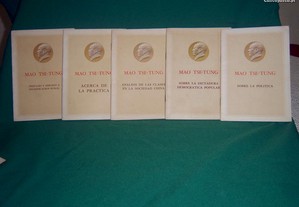 MAO TSE-TUNG
MAO TSE-TUNG
ACERCA DE
LA PRACTICA
MAO TSE-TUNG
ANALISIS DE LAS CLASES
EN LA SOCIEDAD CHINA
MAO TSE-TUNG
SOBRE LA DICTADURA
DEMOCRATICA POPULAR
MAO TSE-TUNG
SOBRE LA